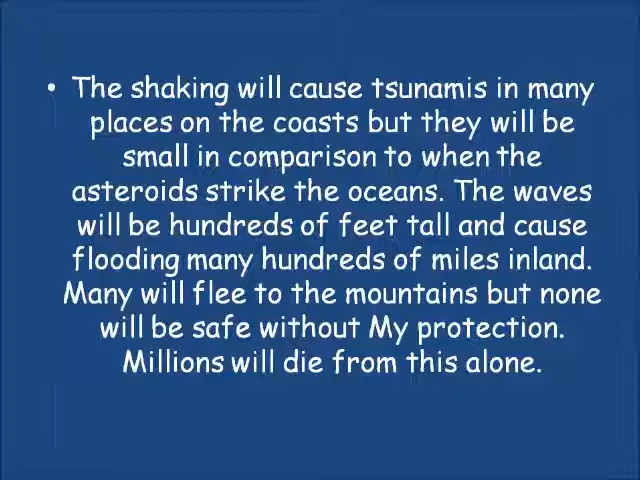 • The shaking will cause tsunamis in many
places on the coasts but they will be
small in comparison to when the
asteroids strike the oceans. The waves
will be hundreds of feet tall and cause
flooding many hundreds of miles inland.
Many will flee to the mountains but none
will be safe without My protection.
Millions will die from this alone.